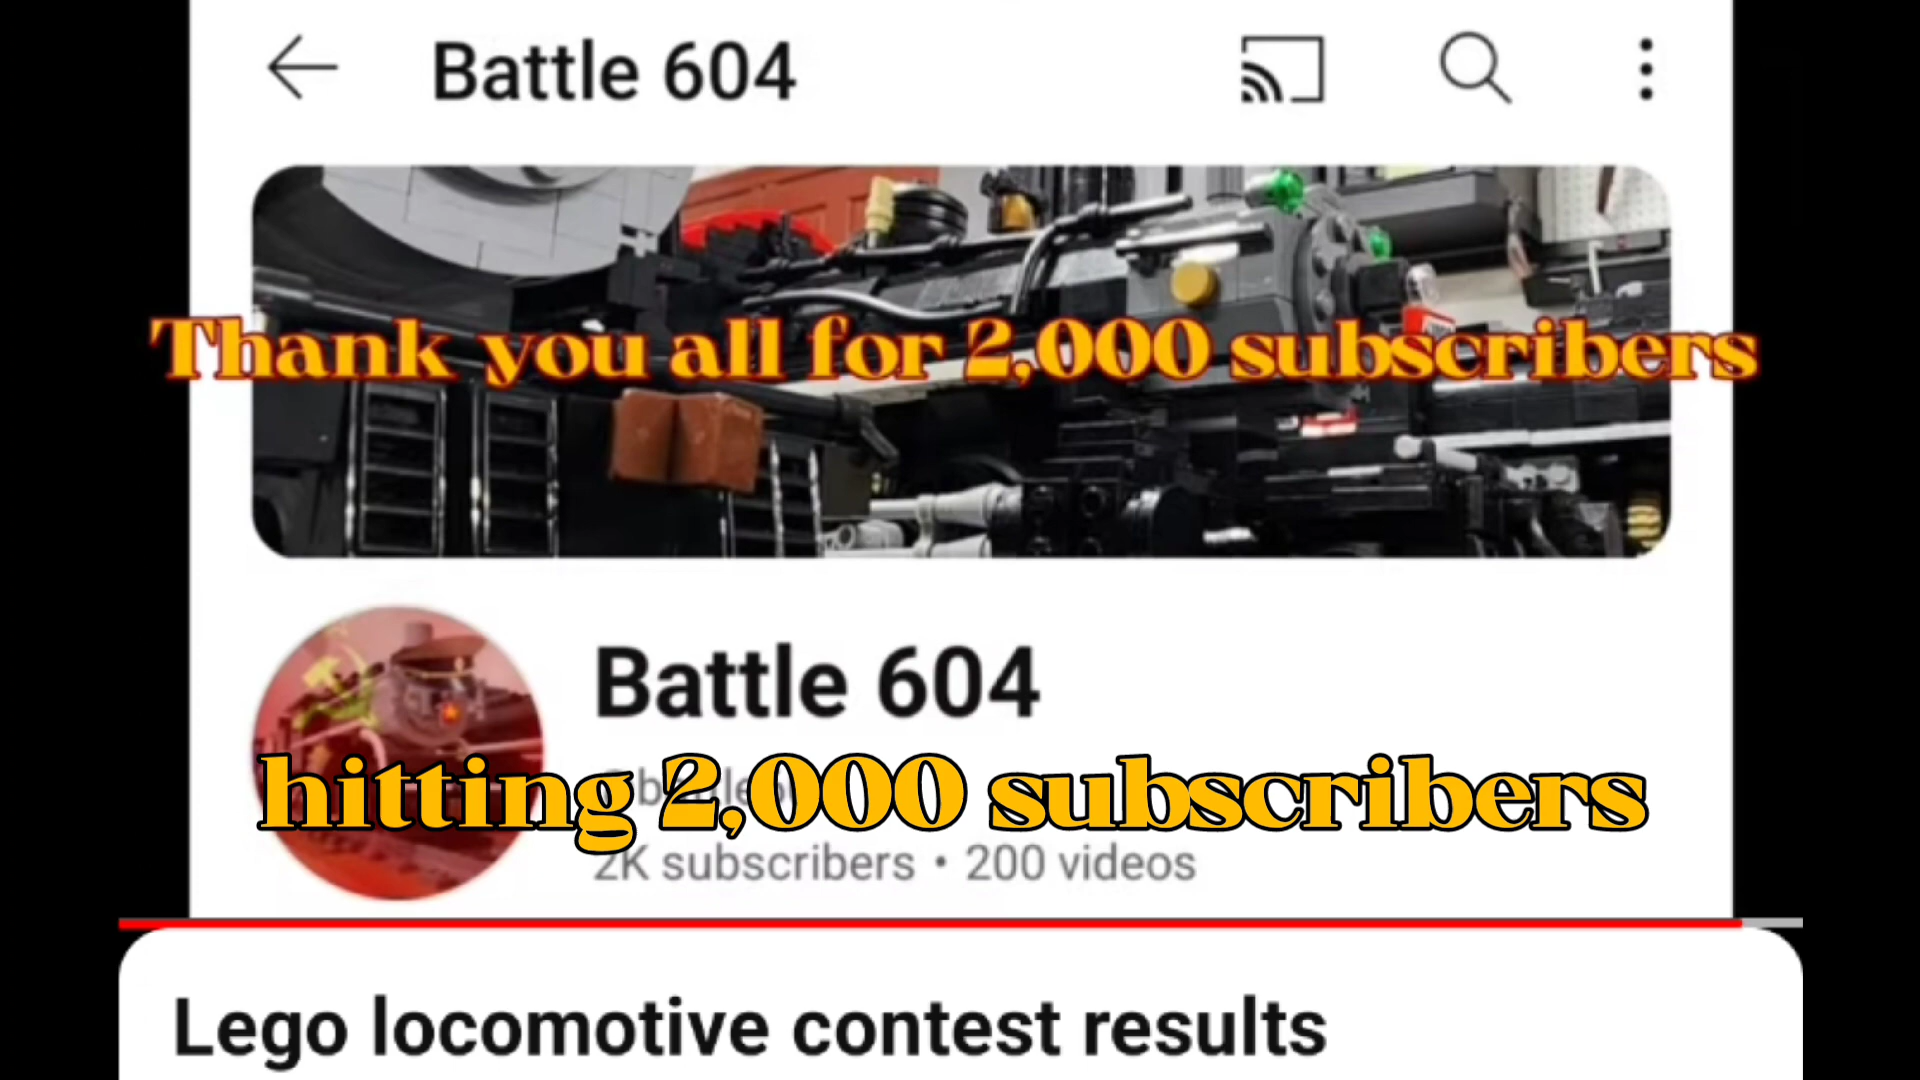 Battle 604
Thank you all for 2,000 subscribers
Battle 604
hitting 2,000 subscribers
2K subscribers • 200 videos
Lego locomotive contest results